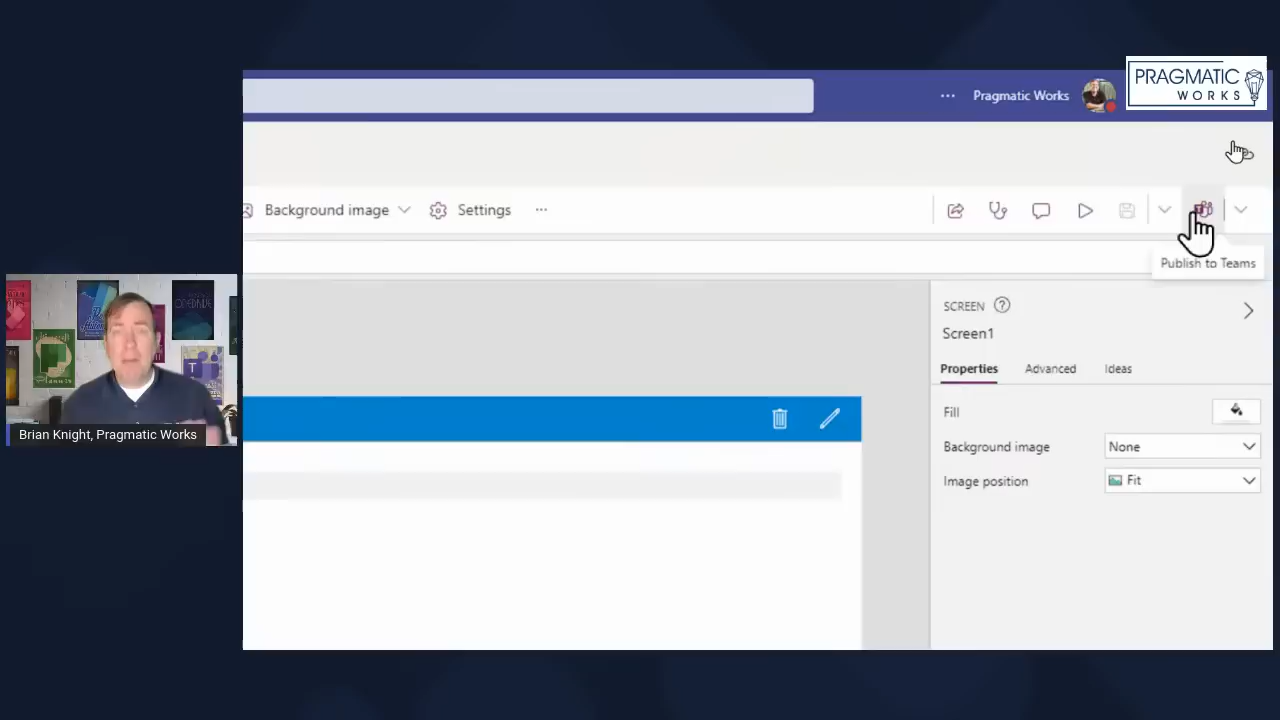 PRAGMATIC
WORKS
Pragmatic Works
Background image
Settings
Publish to Teams
SCREEN
Screen1
Properties
Advanced
Ideas
Fill
Background image
None
Image position
Fit
Brian Knight, Pragmatic Works